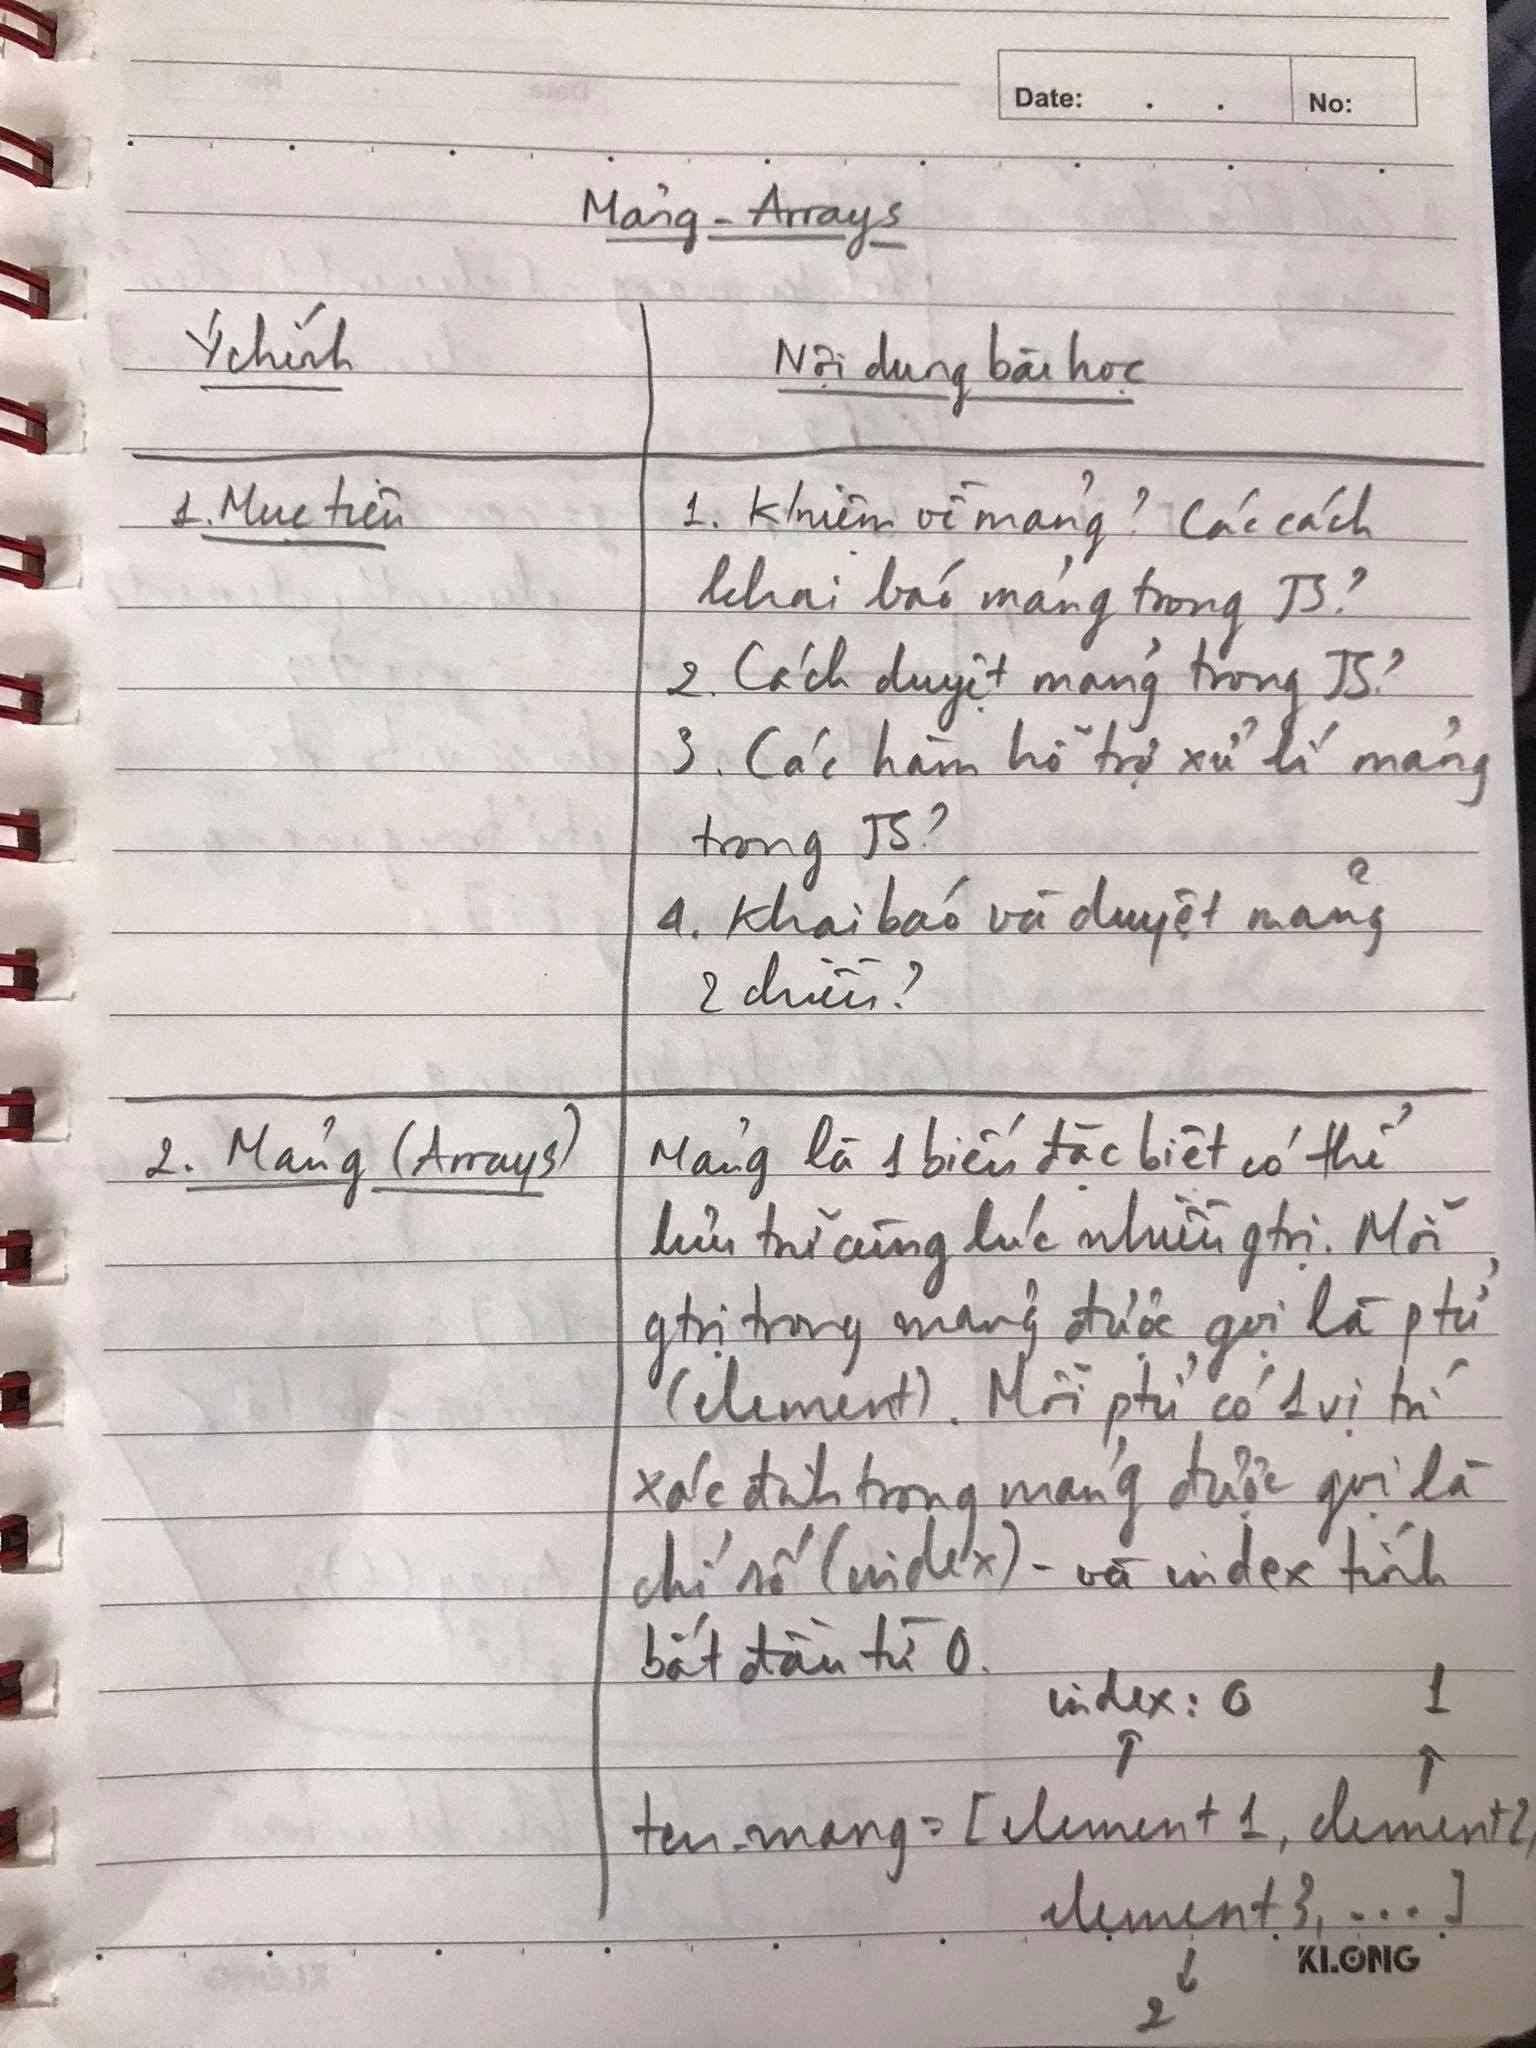 Date: . . No:
Mảng - Arrays
Ý chính
Nội dung bài học
1. Mục tiêu
1. K/niệm về mảng? Các cách
khai báo mảng trong JS?
2. Cách duyệt mảng trong JS?
3. Các hàm hỗ trợ xử lí mảng
trong JS?
4. Khai báo và duyệt mảng
2 chiều?
2. Mảng (Arrays)
Mảng là 1 biến đặc biệt có thể
lưu trữ cùng lúc nhiều gtrị. Mỗi
gtrị trong mảng được gọi là ptử
(element). Mỗi ptử có 1 vị trí
xác định trong mảng được gọi là
chỉ số (index) - và index tính
bắt đầu từ 0.
index: 0 1
ten_mang = [element 1, element 2,
element 3, ....]
KLONG
2